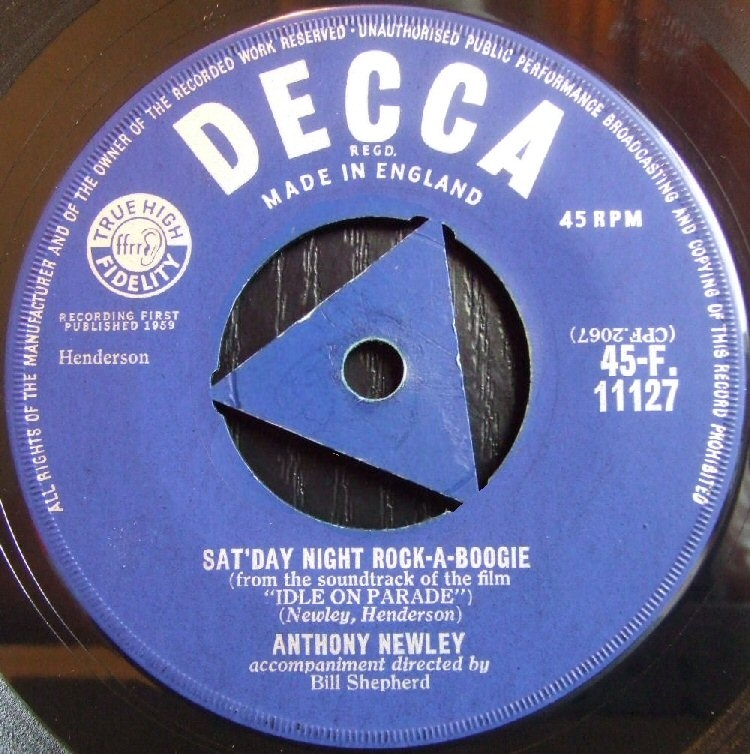 ALL RIGHTS OF THE MANUFACTURER AND OF THE OWNER OF THE RECORDED WORK RESERVED · UNAUTHORISED PUBLIC PERFORMANCE BROADCASTING AND COPYING OF THIS RECORD PROHIBITED
DECCA
REGD.
MADE IN ENGLAND
45 RPM
TRUE HIGH
ffrr
FIDELITY
RECORDING FIRST
PUBLISHED 1959
Henderson
(CPF.2067)
45-F.
11127
SAT'DAY NIGHT ROCK-A-BOOGIE
(from the soundtrack of the film
"IDLE ON PARADE")
(Newley, Henderson)
ANTHONY NEWLEY
accompaniment directed by
Bill Shepherd